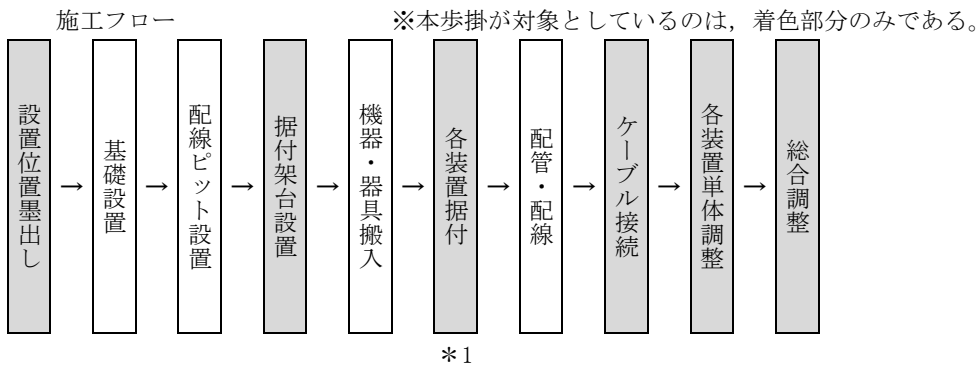 施工フロー
※本歩掛が対象としているのは，着色部分のみである。
設置位置墨出し
→
基礎設置
→
配線ピット設置
→
据付架台設置
→
機器・器具搬入
→
各装置据付
→
配管・配線
→
ケーブル接続
→
各装置単体調整
→
総合調整
＊1